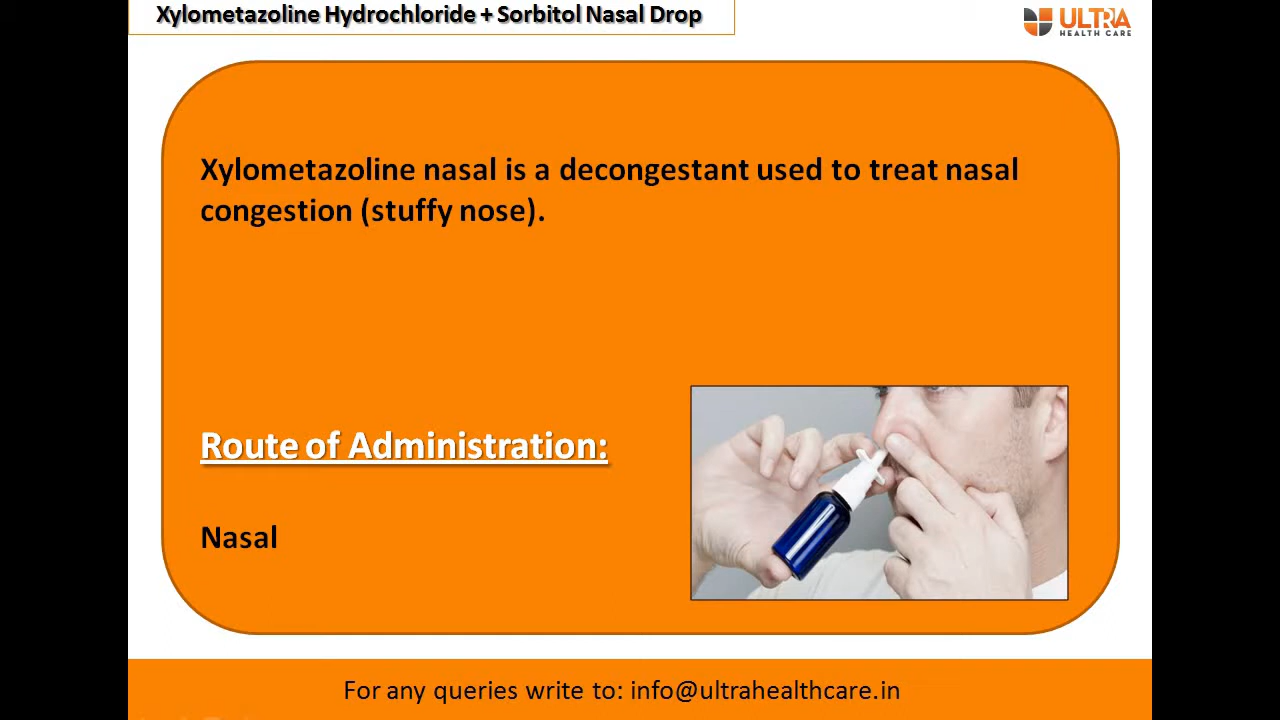 Xylometazoline Hydrochloride + Sorbitol Nasal Drop
ULTRA
HEALTH CARE
Xylometazoline nasal is a decongestant used to treat nasal
congestion (stuffy nose).
Route of Administration:
Nasal
For any queries write to: info@ultrahealthcare.in